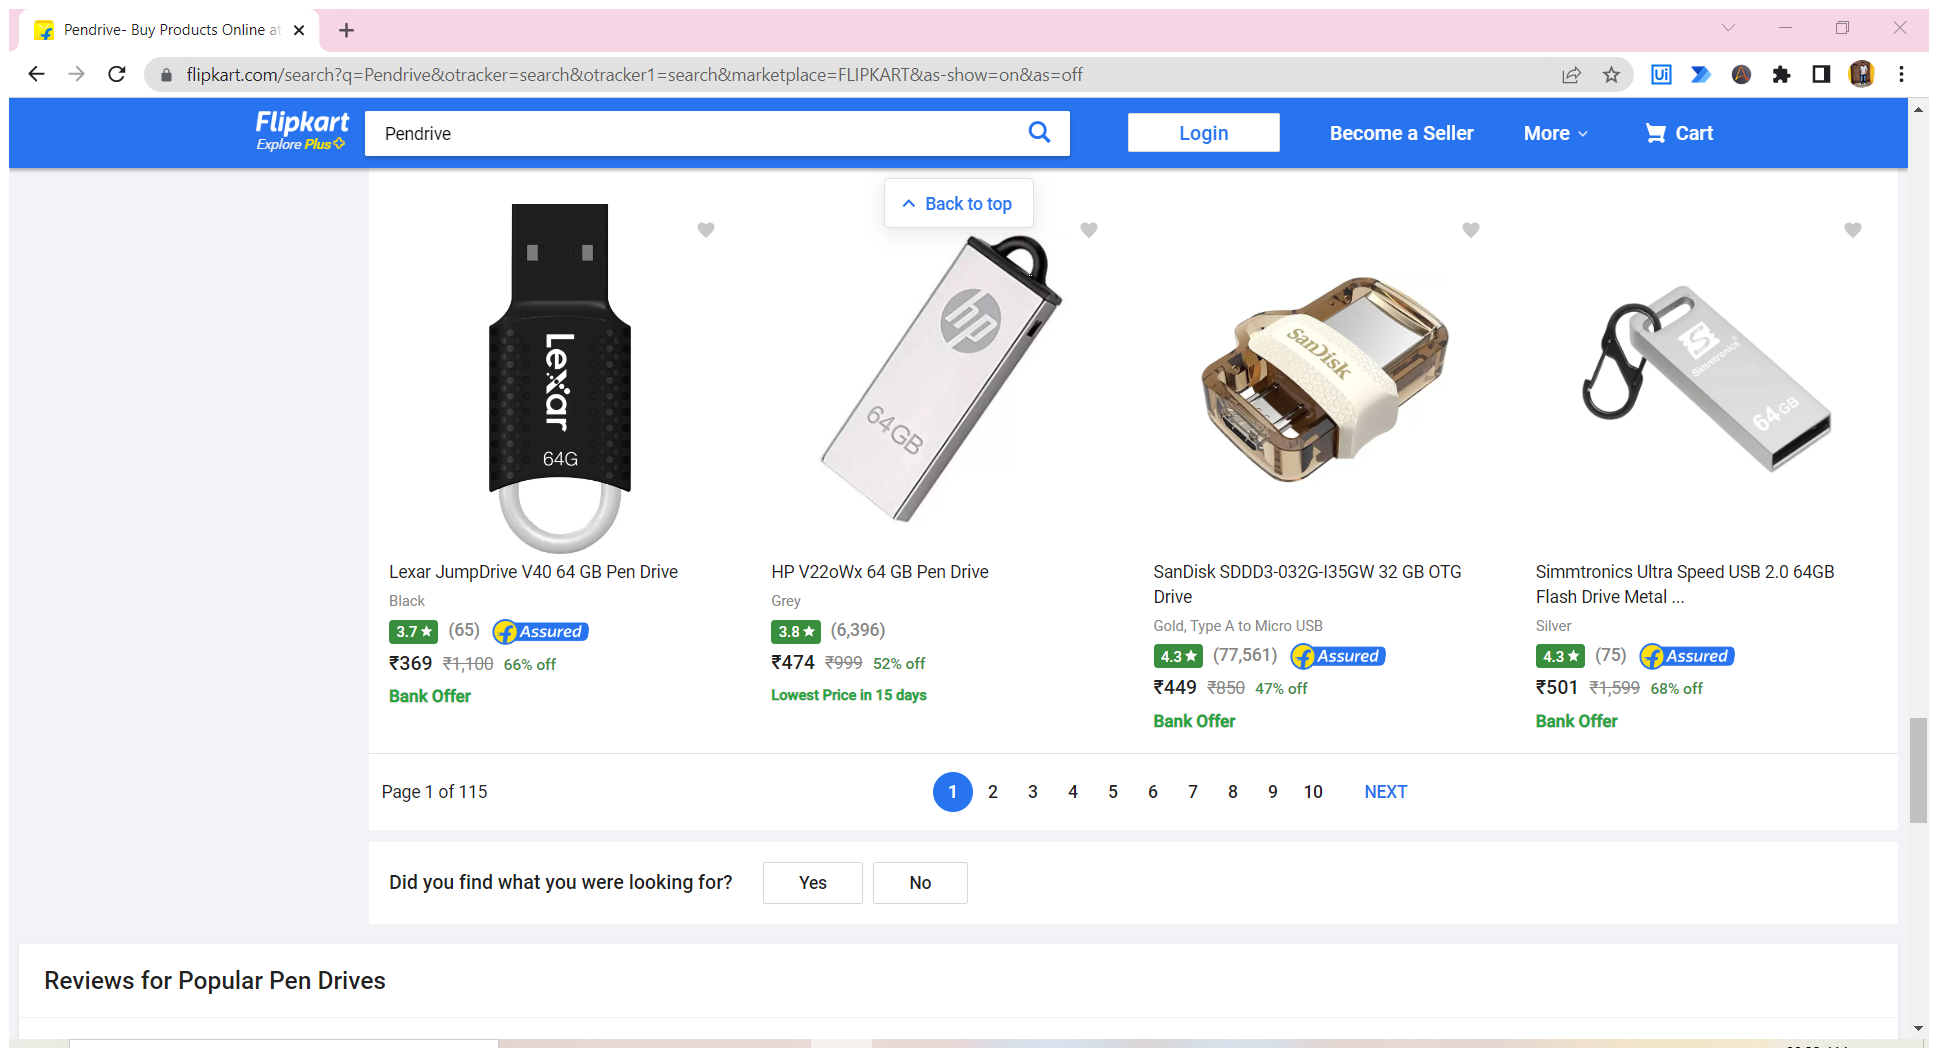 Pendrive- Buy Products Online at
flipkart.com/search?q=Pendrive&otracker=search&otracker1=search&marketplace=FLIPKART&as-show=on&as=off
Ui
Flipkart
Explore Plus
Pendrive
Login
Become a Seller
More
Cart
Back to top
Lexar
64G
hp
64GB
SanDisk
S
Simmtronics
64GB
Lexar JumpDrive V40 64 GB Pen Drive
Black
3.7★ (65) Assured
₹369 ₹1,100 66% off
Bank Offer
HP V22oWx 64 GB Pen Drive
Grey
3.8★ (6,396)
₹474 ₹999 52% off
Lowest Price in 15 days
SanDisk SDDD3-032G-I35GW 32 GB OTG
Drive
Gold, Type A to Micro USB
4.3★ (77,561) Assured
₹449 ₹850 47% off
Bank Offer
Simmtronics Ultra Speed USB 2.0 64GB
Flash Drive Metal ...
Silver
4.3★ (75) Assured
₹501 ₹1,599 68% off
Bank Offer
Page 1 of 115
1 2 3 4 5 6 7 8 9 10 NEXT
Did you find what you were looking for? Yes No
Reviews for Popular Pen Drives